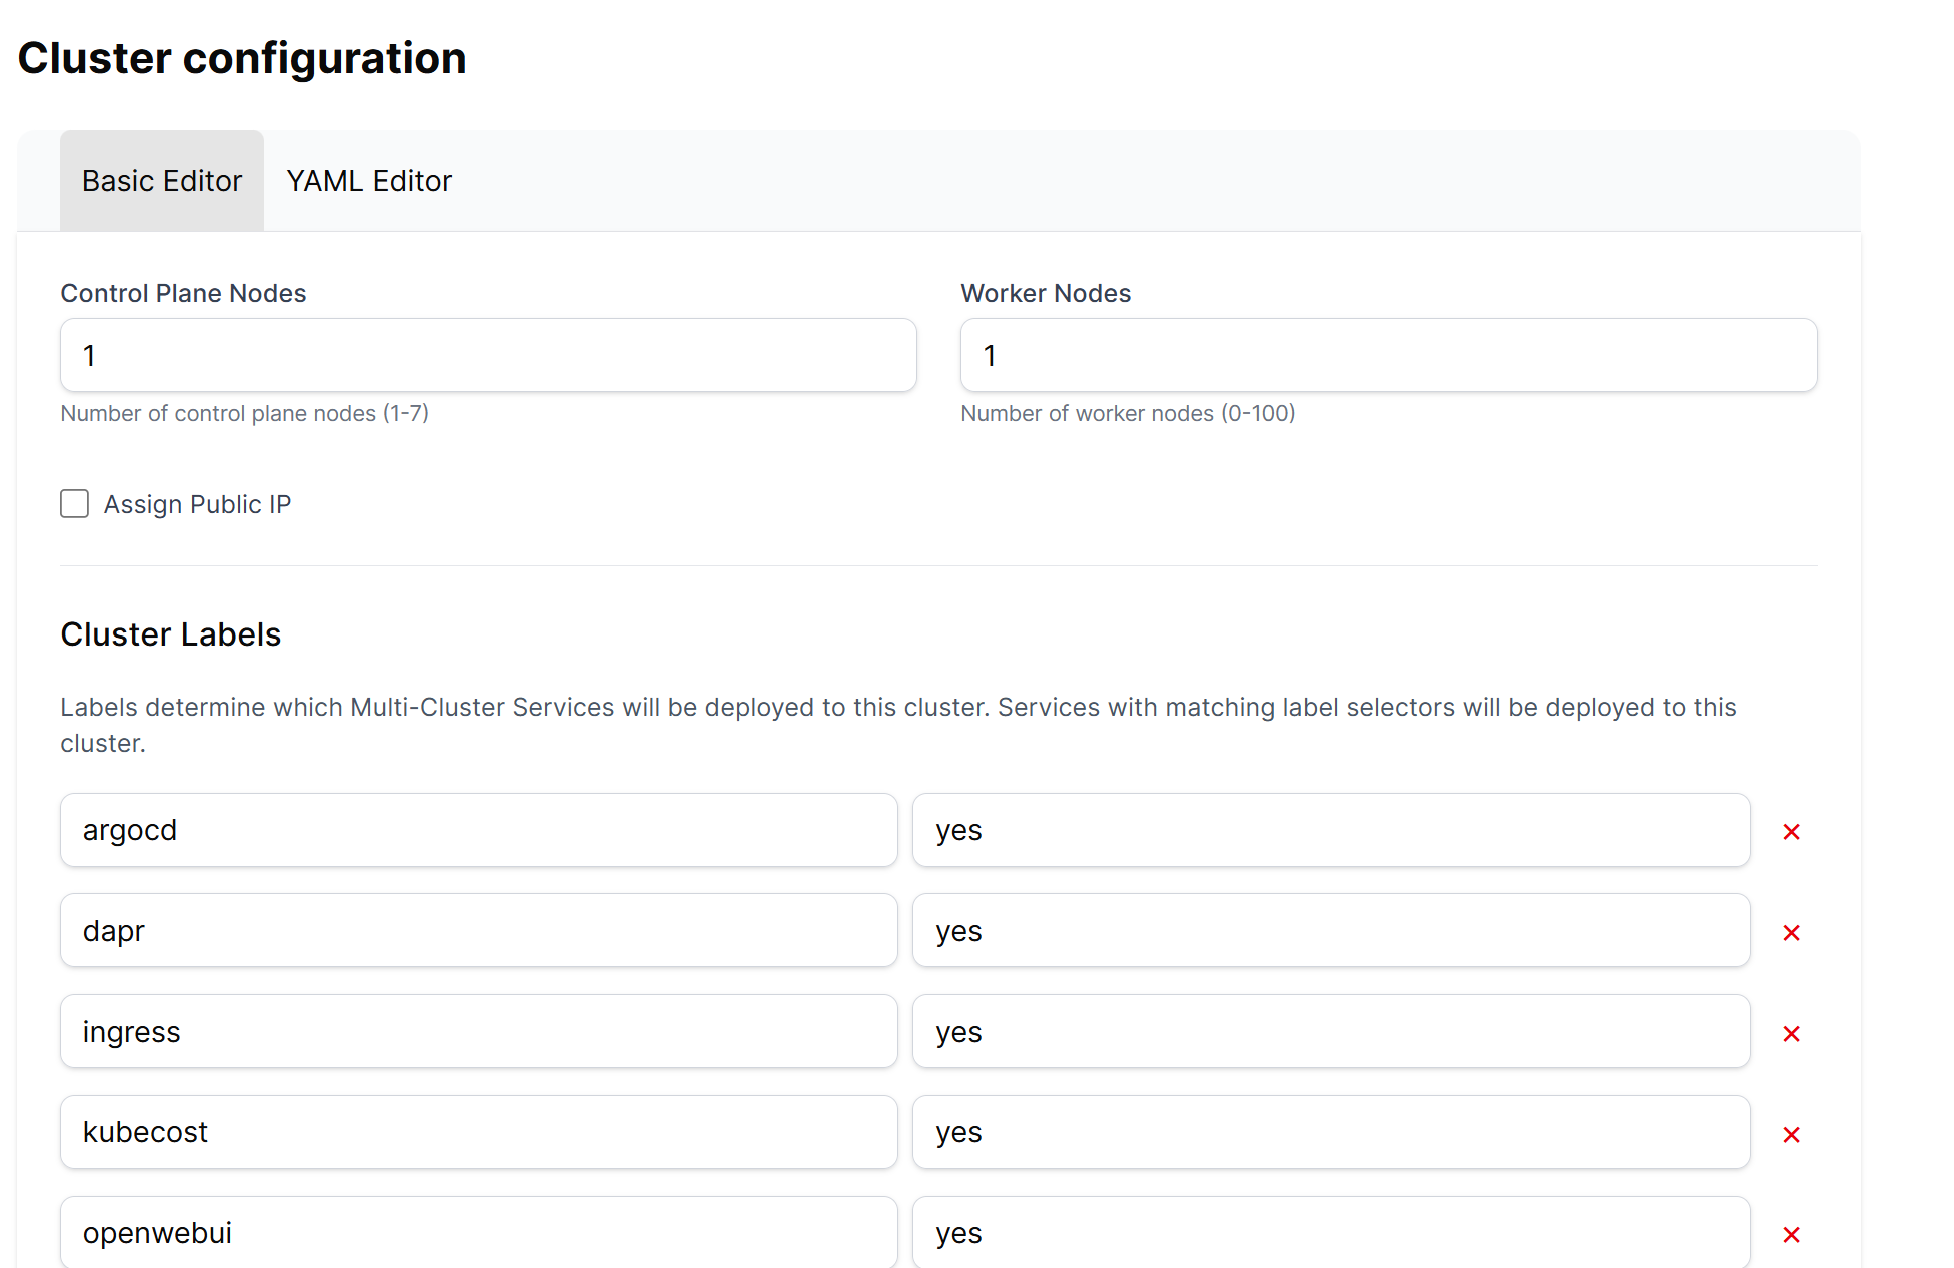 Cluster configuration
Basic Editor
YAML Editor
Control Plane Nodes
Worker Nodes
1
1
Number of control plane nodes (1-7)
Number of worker nodes (0-100)
Assign Public IP
Cluster Labels
Labels determine which Multi-Cluster Services will be deployed to this cluster. Services with matching label selectors will be deployed to this
cluster.
argocd
yes
dapr
yes
ingress
yes
kubecost
yes
openwebui
yes